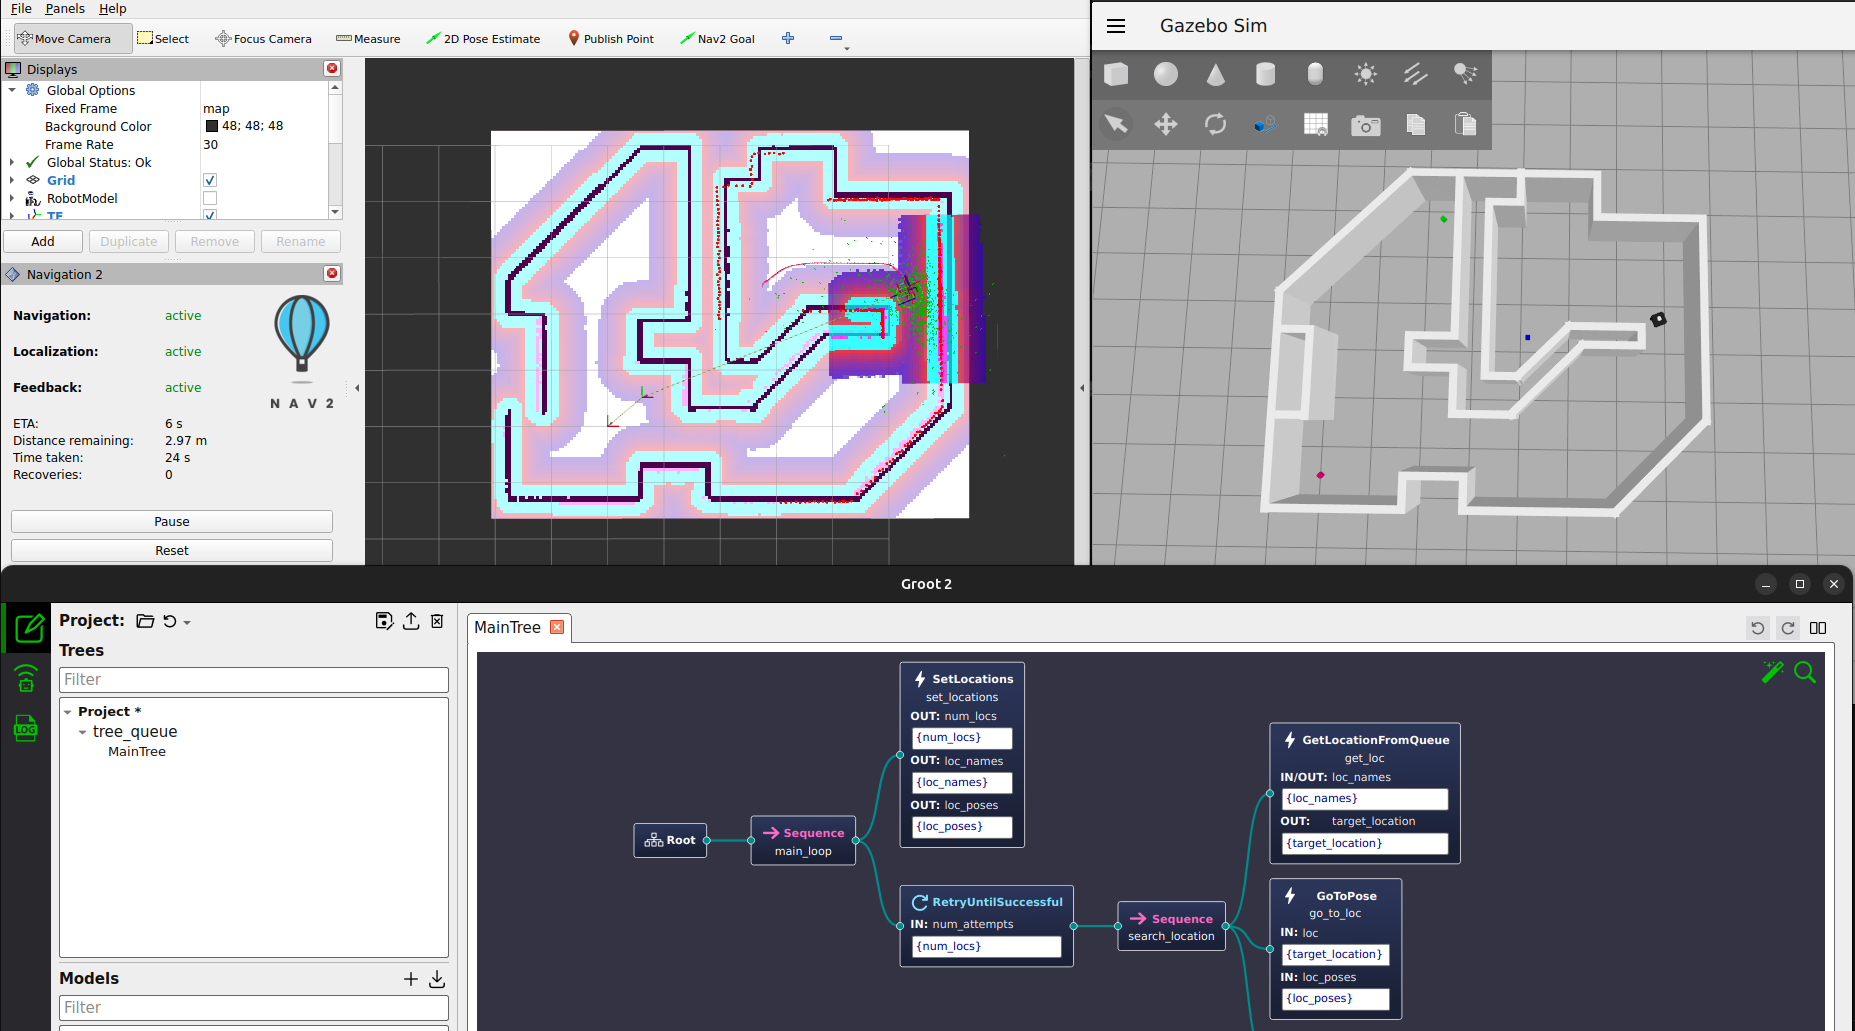 File Panels Help
Move Camera Select Focus Camera Measure 2D Pose Estimate Publish Point Nav2 Goal
Displays
Global Options
Fixed Frame map
Background Color 48; 48; 48
Frame Rate 30
Global Status: Ok
Grid
RobotModel
TF
Add Duplicate Remove Rename
Navigation 2
Navigation: active
Localization: active
Feedback: active
NAV2
ETA: 6 s
Distance remaining: 2.97 m
Time taken: 24 s
Recoveries: 0
Pause
Reset
Gazebo Sim
Groot 2
Project:
Trees
Filter
Project *
tree_queue
MainTree
Models
Filter
LOG
MainTree
Root
Sequence
main_loop
SetLocations
set_locations
OUT: num_locs
{num_locs}
OUT: loc_names
{loc_names}
OUT: loc_poses
{loc_poses}
RetryUntilSuccessful
IN: num_attempts
{num_locs}
Sequence
search_location
GetLocationFromQueue
get_loc
IN/OUT: loc_names
{loc_names}
OUT: target_location
{target_location}
GoToPose
go_to_loc
IN: loc
{target_location}
IN: loc_poses
{loc_poses}